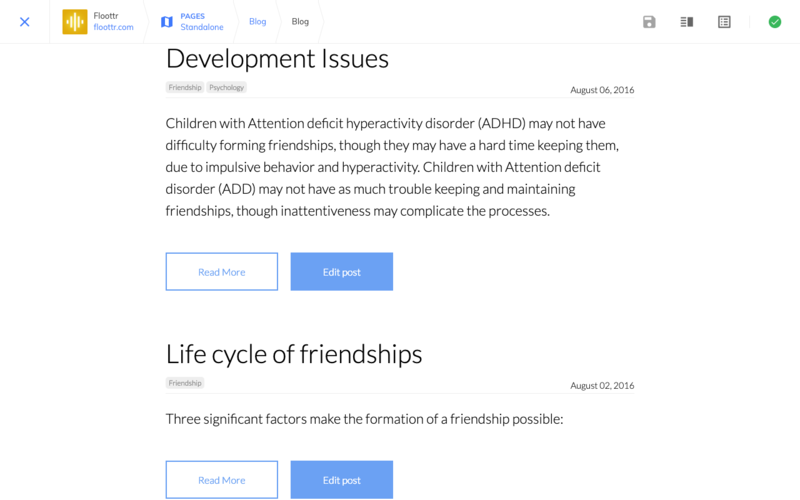 Floottr
floottr.com
PAGES
Standalone
Blog
Blog
Development Issues
Friendship Psychology
August 06, 2016
Children with Attention deficit hyperactivity disorder (ADHD) may not have
difficulty forming friendships, though they may have a hard time keeping them,
due to impulsive behavior and hyperactivity. Children with Attention deficit
disorder (ADD) may not have as much trouble keeping and maintaining
friendships, though inattentiveness may complicate the processes.
Read More
Edit post
Life cycle of friendships
Friendship
August 02, 2016
Three significant factors make the formation of a friendship possible:
Read More
Edit post